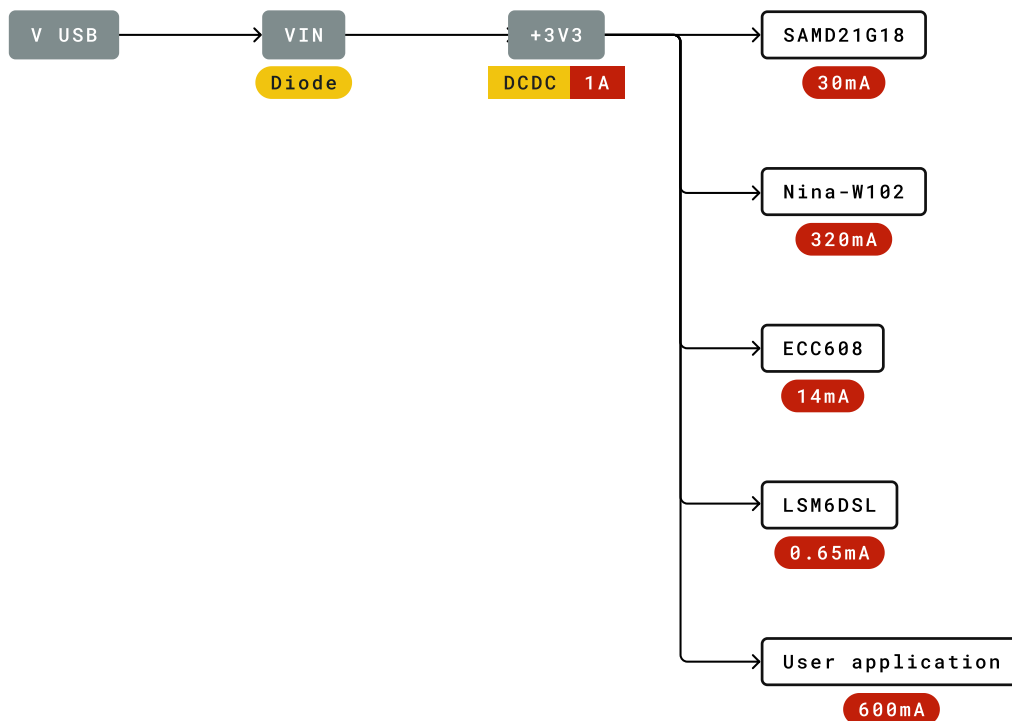 V USB
VIN
+3V3
SAMD21G18
Diode
DCDC 1A
30mA
Nina-W102
320mA
ECC608
14mA
LSM6DSL
0.65mA
User application
600mA